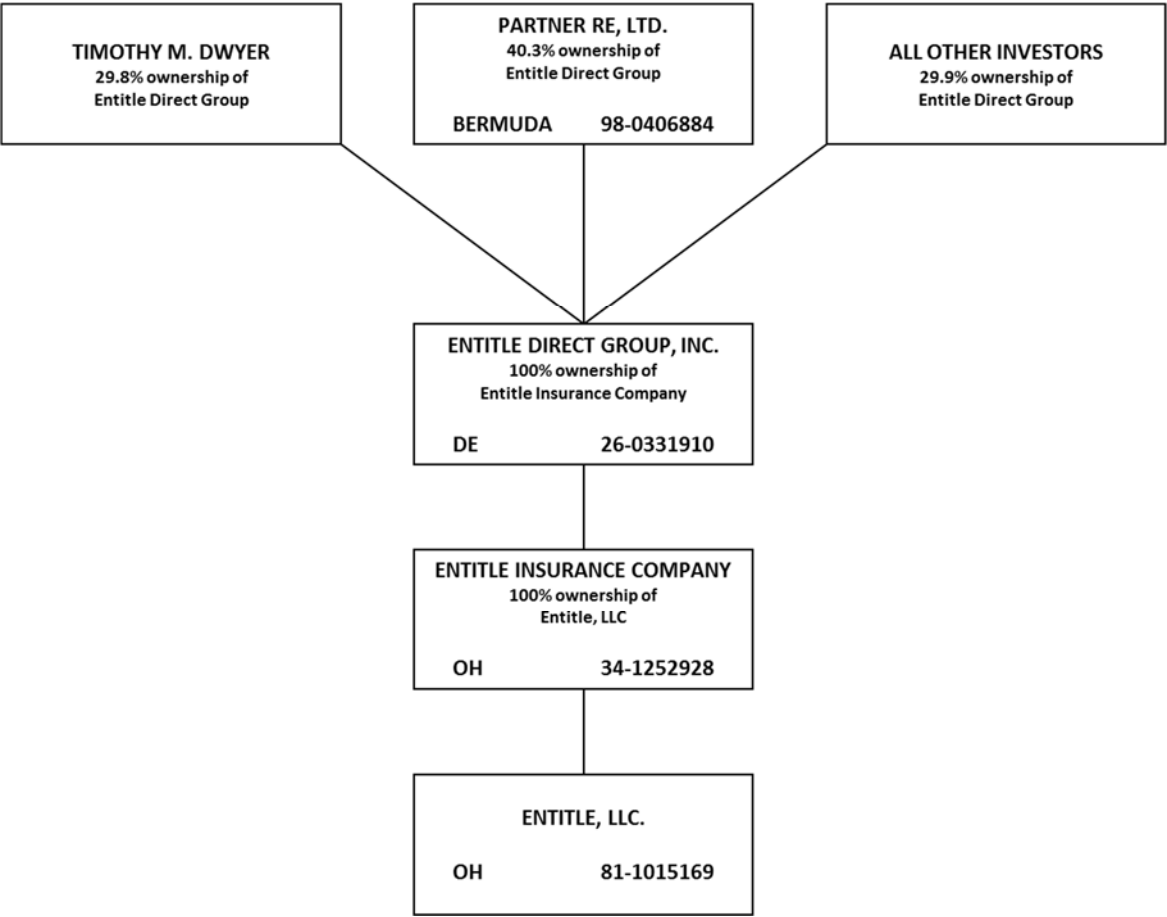 TIMOTHY M. DWYER
29.8% ownership of
Entitle Direct Group
PARTNER RE, LTD.
40.3% ownership of
Entitle Direct Group
BERMUDA 98-0406884
ALL OTHER INVESTORS
29.9% ownership of
Entitle Direct Group
ENTITLE DIRECT GROUP, INC.
100% ownership of
Entitle Insurance Company
DE 26-0331910
ENTITLE INSURANCE COMPANY
100% ownership of
Entitle, LLC
OH 34-1252928
ENTITLE, LLC.
OH 81-1015169